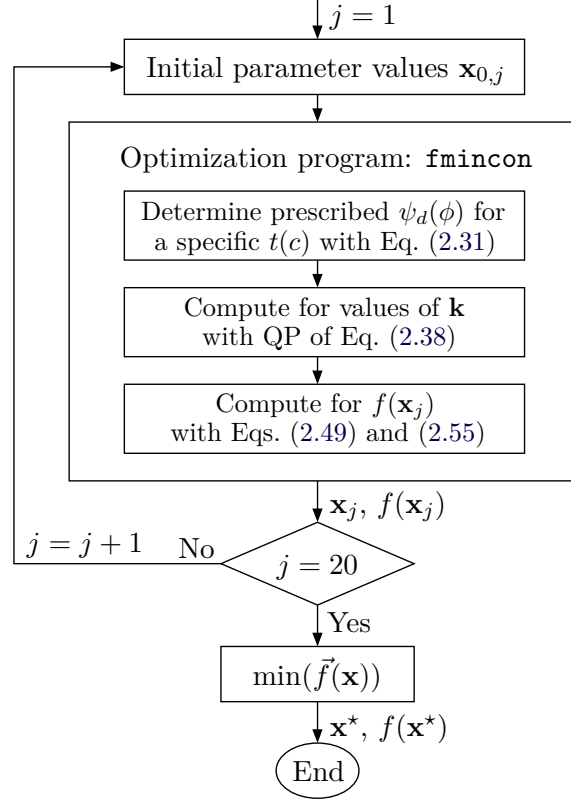 j = 1
Initial parameter values x₀,ⱼ
Optimization program: fmincon
Determine prescribed ψ_d(ϕ) for
a specific t(c) with Eq. (2.31)
Compute for values of k
with QP of Eq. (2.38)
Compute for f(xⱼ)
with Eqs. (2.49) and (2.55)
xⱼ, f(xⱼ)
j = j + 1
No
j = 20
Yes
min(f⃗(x))
x⋆, f(x⋆)
End